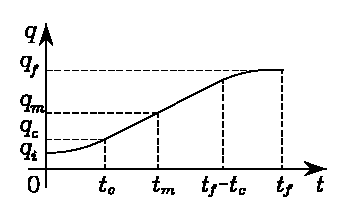 q
q_f
q_m
q_c
q_i
0 t_c t_m t_f-t_c t_f t